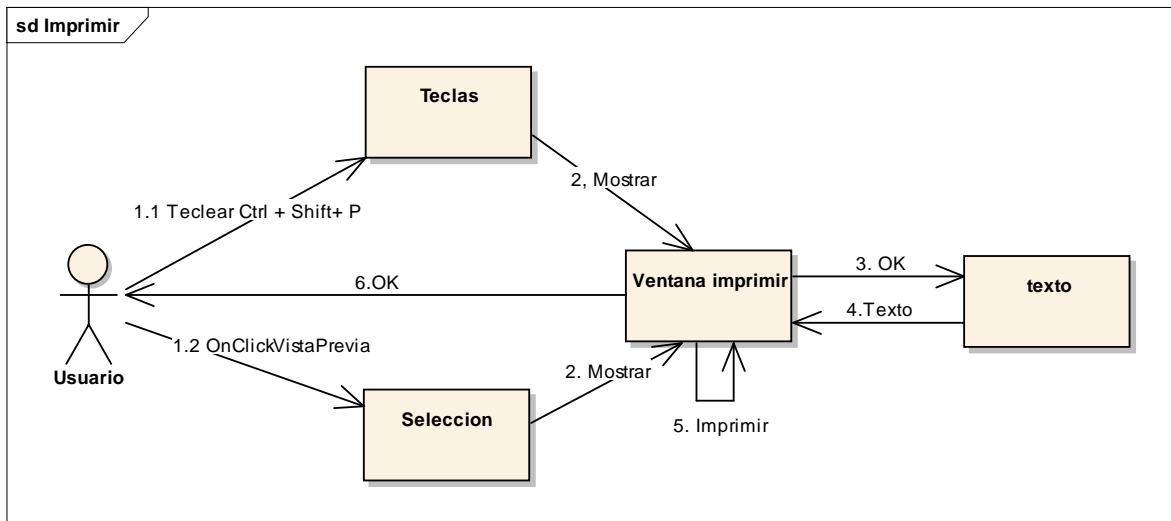 sd Imprimir
Teclas
2, Mostrar
1.1 Teclear Ctrl + Shift+ P
Ventana imprimir
3. OK
texto
6.OK
4.Texto
1.2 OnClickVistaPrevia
Usuario
2. Mostrar
Seleccion
5. Imprimir